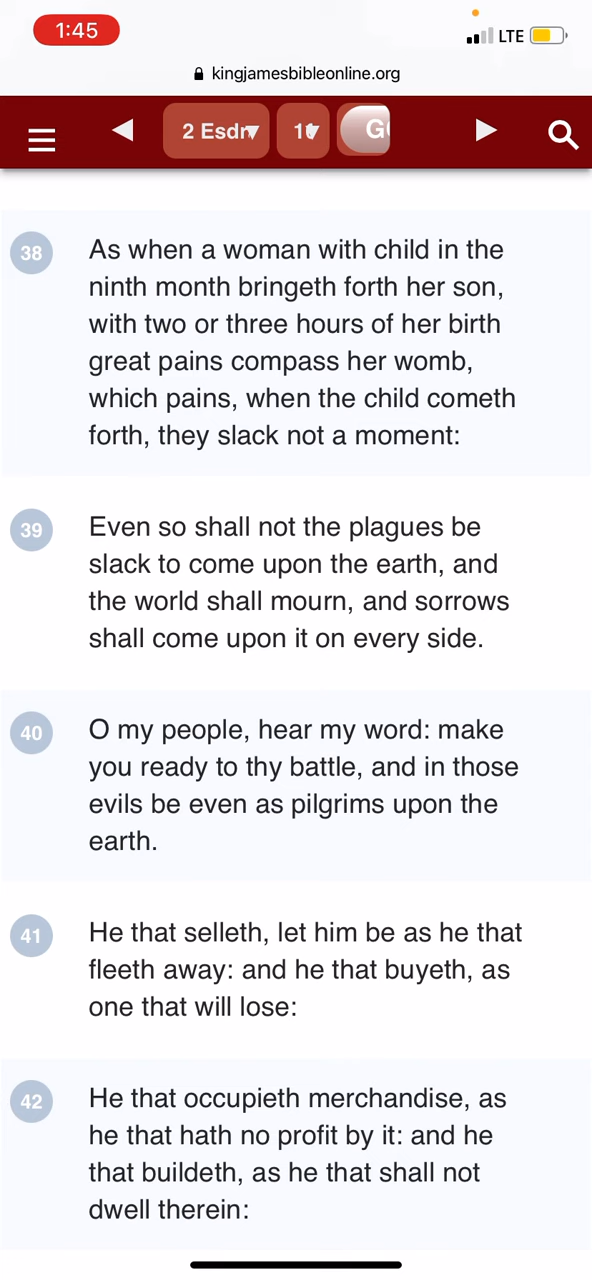 1:45
LTE
kingjamesbibleonline.org
2 Esdr
38
As when a woman with child in the
ninth month bringeth forth her son,
with two or three hours of her birth
great pains compass her womb,
which pains, when the child cometh
forth, they slack not a moment:
39
Even so shall not the plagues be
slack to come upon the earth, and
the world shall mourn, and sorrows
shall come upon it on every side.
40
O my people, hear my word: make
you ready to thy battle, and in those
evils be even as pilgrims upon the
earth.
41
He that selleth, let him be as he that
fleeth away: and he that buyeth, as
one that will lose:
42
He that occupieth merchandise, as
he that hath no profit by it: and he
that buildeth, as he that shall not
dwell therein: